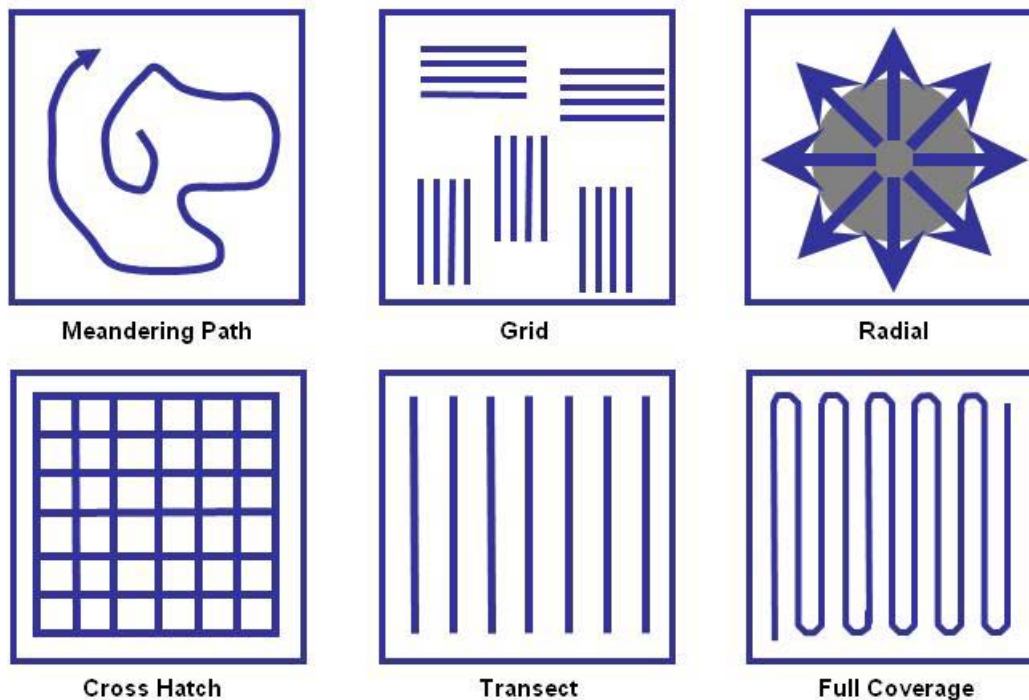 Meandering Path
Grid
Radial
Cross Hatch
Transect
Full Coverage